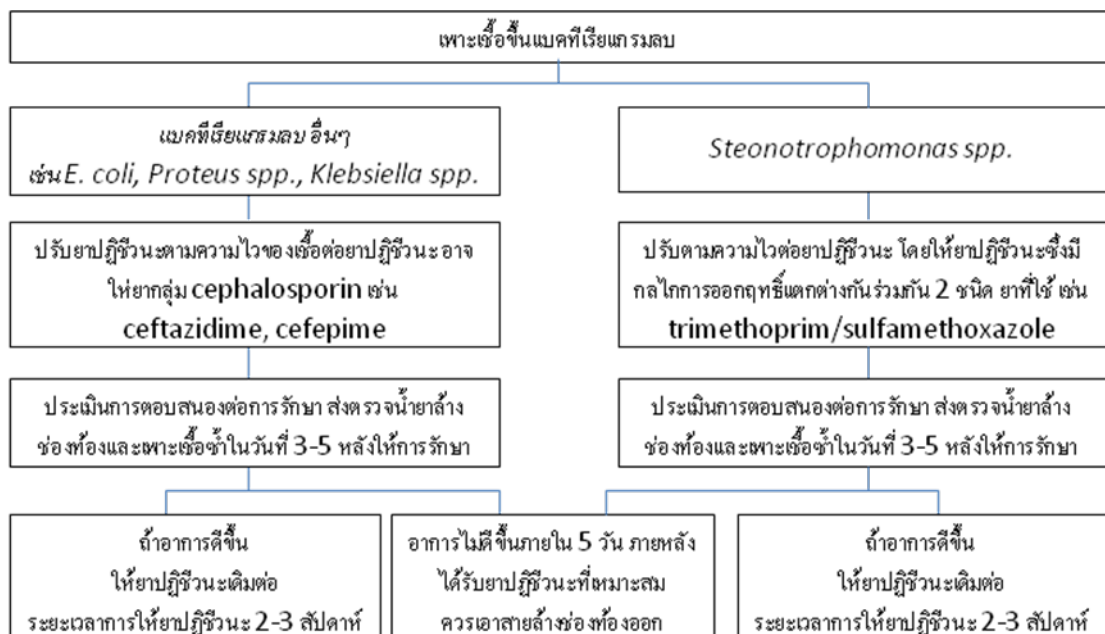 เพาะเชื้อขึ้นแบคทีเรียแกรมลบ
แบคทีเรียแกรมลบ อื่นๆ
เช่น E. coli, Proteus spp., Klebsiella spp.
Steonotrophomonas spp.
ปรับยาปฏิชีวนะตามความไวของเชื้อต่อยาปฏิชีวนะ อาจ
ให้ยากลุ่ม cephalosporin เช่น
ceftazidime, cefepime
ปรับตามความไวต่อยาปฏิชีวนะ โดยให้ยาปฏิชีวนะซึ่งมี
กลไกการออกฤทธิ์แตกต่างกันร่วมกัน 2 ชนิด ยาที่ใช้ เช่น
trimethoprim/sulfamethoxazole
ประเมินการตอบสนองต่อการรักษา ส่งตรวจน้ำยาล้าง
ช่องท้องและเพาะเชื้อซ้ำในวันที่ 3-5 หลังให้การรักษา
ประเมินการตอบสนองต่อการรักษา ส่งตรวจน้ำยาล้าง
ช่องท้องและเพาะเชื้อซ้ำในวันที่ 3-5 หลังให้การรักษา
ถ้าอาการดีขึ้น
ให้ยาปฏิชีวนะเดิมต่อ
ระยะเวลาการให้ยาปฏิชีวนะ 2-3 สัปดาห์
อาการไม่ดีขึ้นภายใน 5 วัน ภายหลัง
ได้รับยาปฏิชีวนะที่เหมาะสม
ควรเอาสายล้างช่องท้องออก
ถ้าอาการดีขึ้น
ให้ยาปฏิชีวนะเดิมต่อ
ระยะเวลาการให้ยาปฏิชีวนะ 2-3 สัปดาห์